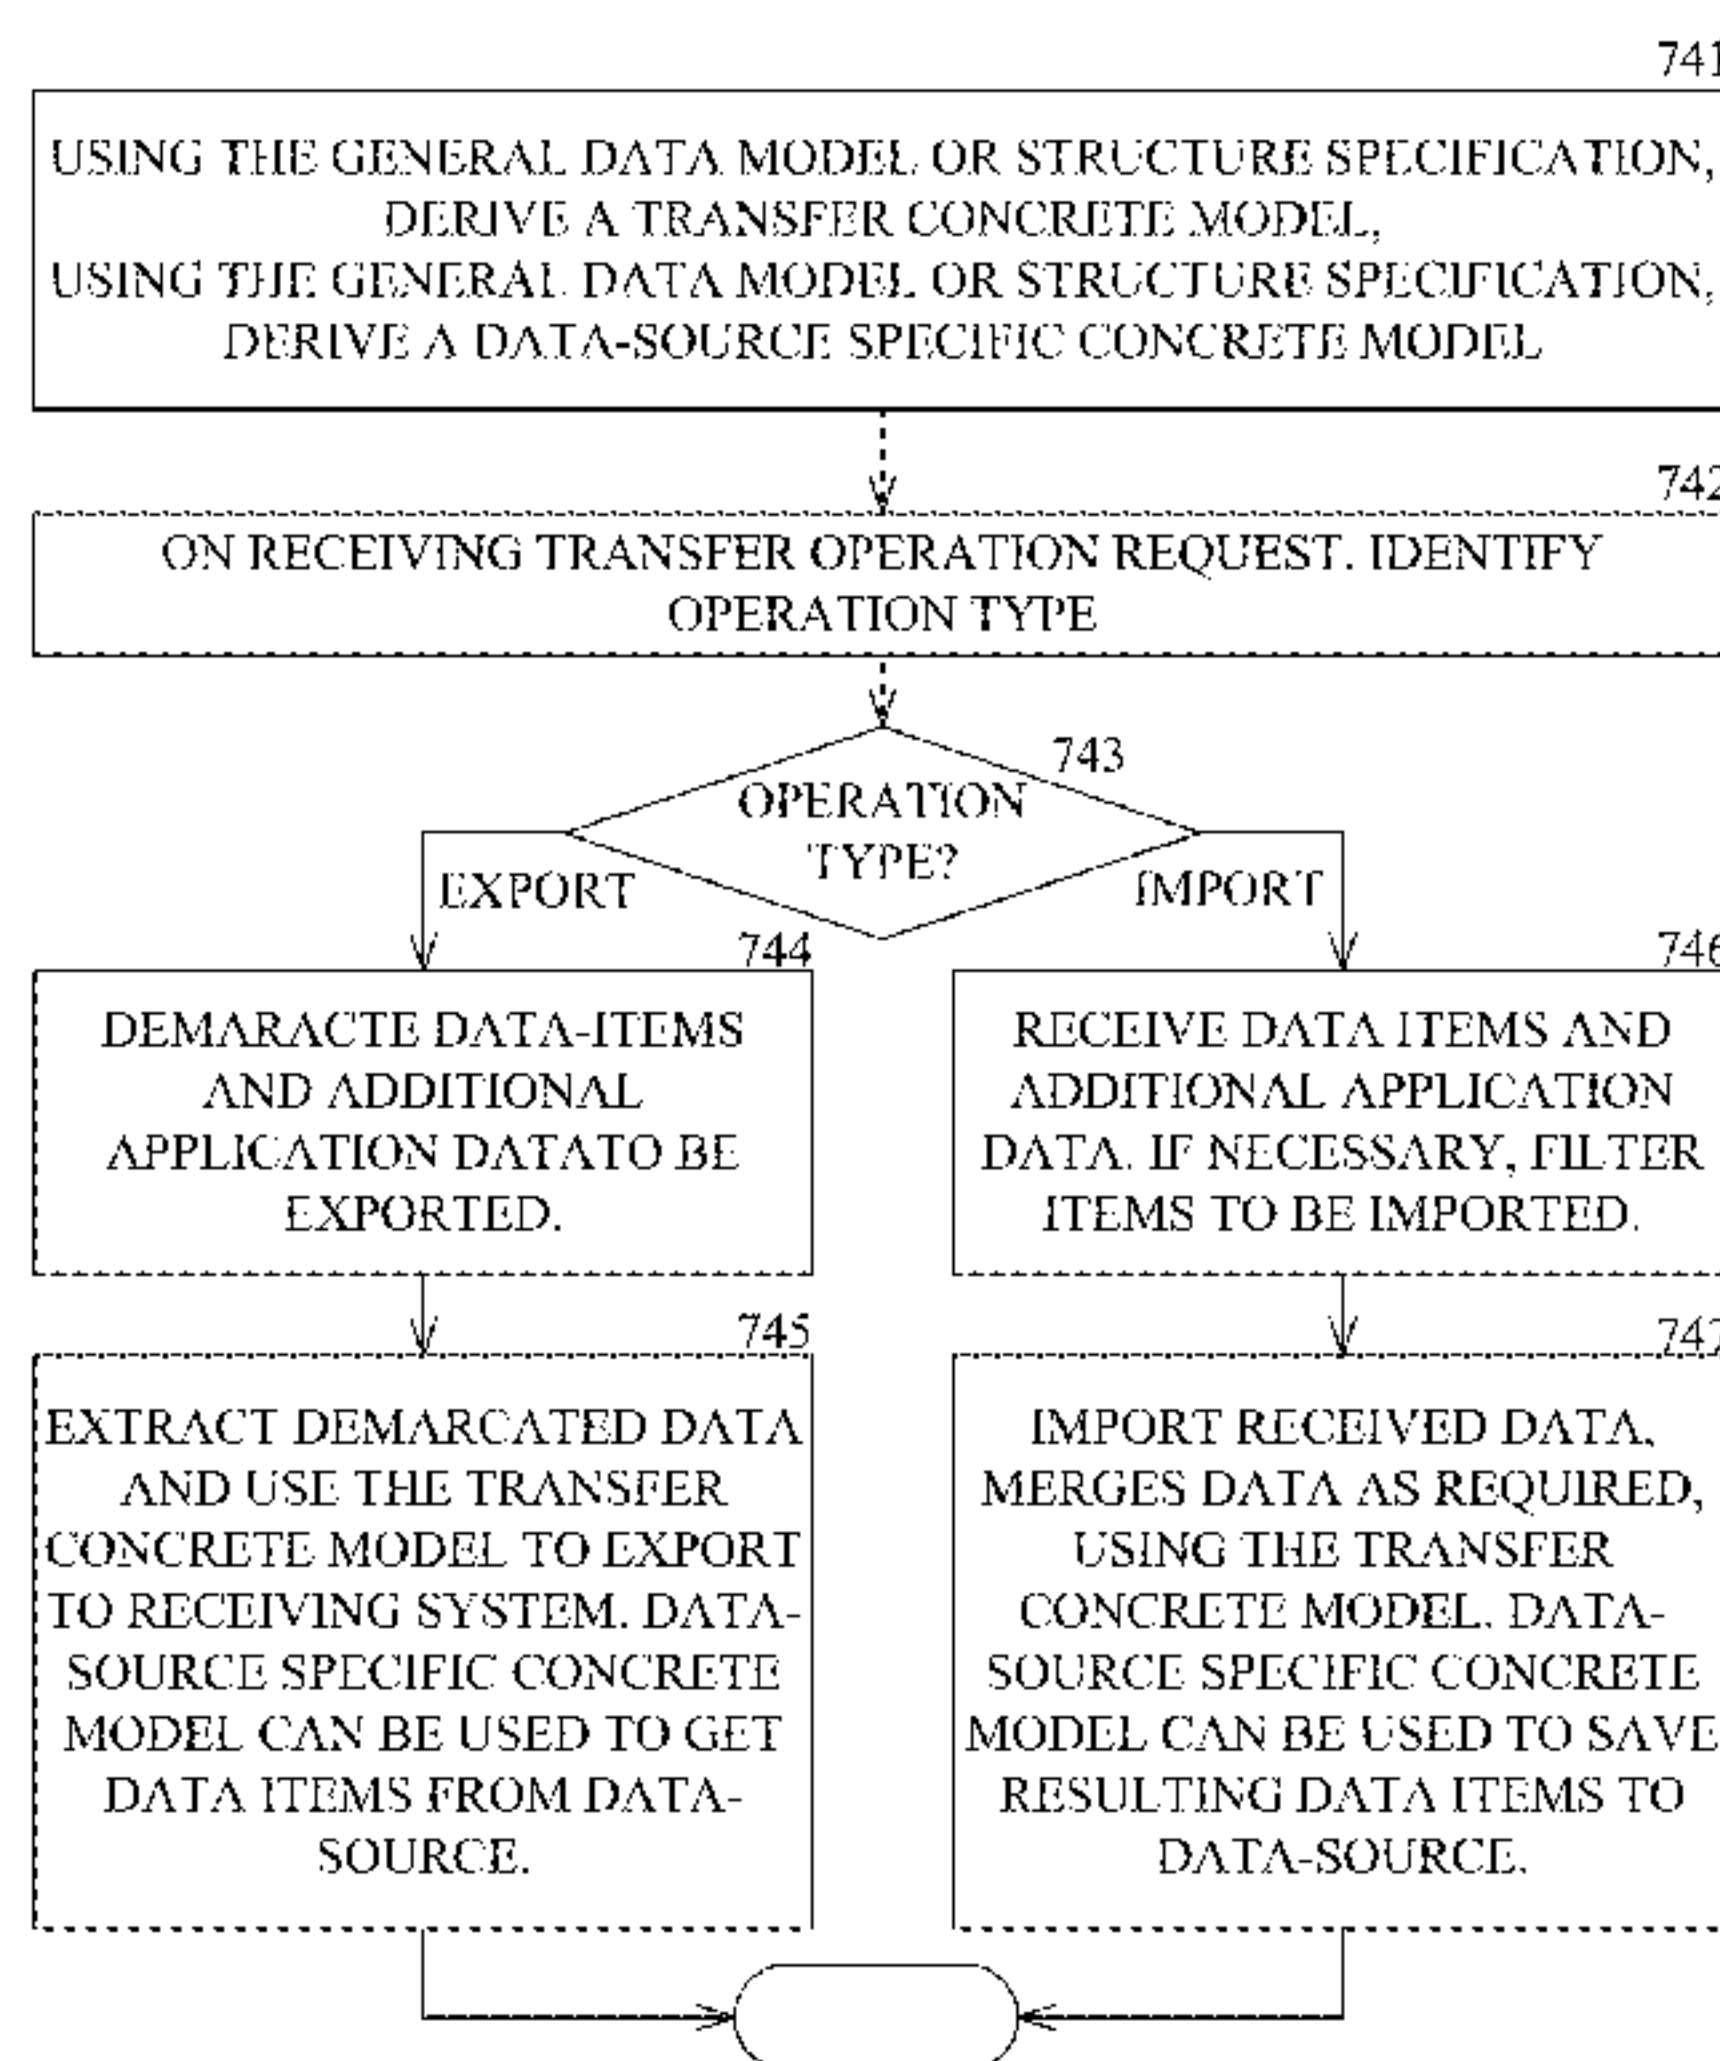 741
USING THE GENERAL DATA MODEL OR STRUCTURE SPECIFICATION,
DERIVE A TRANSFER CONCRETE MODEL,
USING THE GENERAL DATA MODEL OR STRUCTURE SPECIFICATION,
DERIVE A DATA-SOURCE SPECIFIC CONCRETE MODEL
742
ON RECEIVING TRANSFER OPERATION REQUEST. IDENTIFY
OPERATION TYPE
743
OPERATION
TYPE?
EXPORT
IMPORT
744
DEMARACTE DATA-ITEMS
AND ADDITIONAL
APPLICATION DATATO BE
EXPORTED.
746
RECEIVE DATA ITEMS AND
ADDITIONAL APPLICATION
DATA. IF NECESSARY, FILTER
ITEMS TO BE IMPORTED.
745
EXTRACT DEMARCATED DATA
AND USE THE TRANSFER
CONCRETE MODEL TO EXPORT
TO RECEIVING SYSTEM. DATA-
SOURCE SPECIFIC CONCRETE
MODEL CAN BE USED TO GET
DATA ITEMS FROM DATA-
SOURCE.
747
IMPORT RECEIVED DATA,
MERGES DATA AS REQUIRED,
USING THE TRANSFER
CONCRETE MODEL. DATA-
SOURCE SPECIFIC CONCRETE
MODEL CAN BE USED TO SAVE
RESULTING DATA ITEMS TO
DATA-SOURCE.